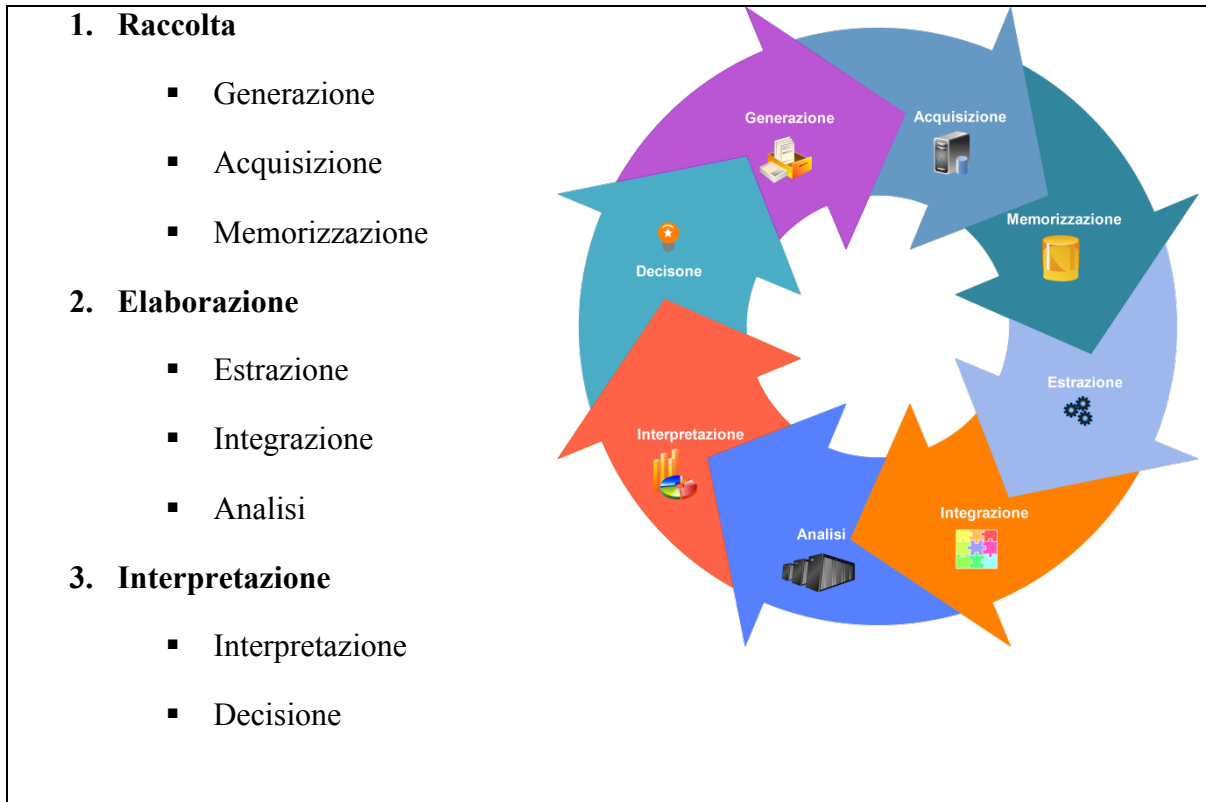 1. Raccolta
▪ Generazione
▪ Acquisizione
▪ Memorizzazione
2. Elaborazione
▪ Estrazione
▪ Integrazione
▪ Analisi
3. Interpretazione
▪ Interpretazione
▪ Decisione
Generazione
Acquisizione
Memorizzazione
Estrazione
Integrazione
Analisi
Interpretazione
Decisone